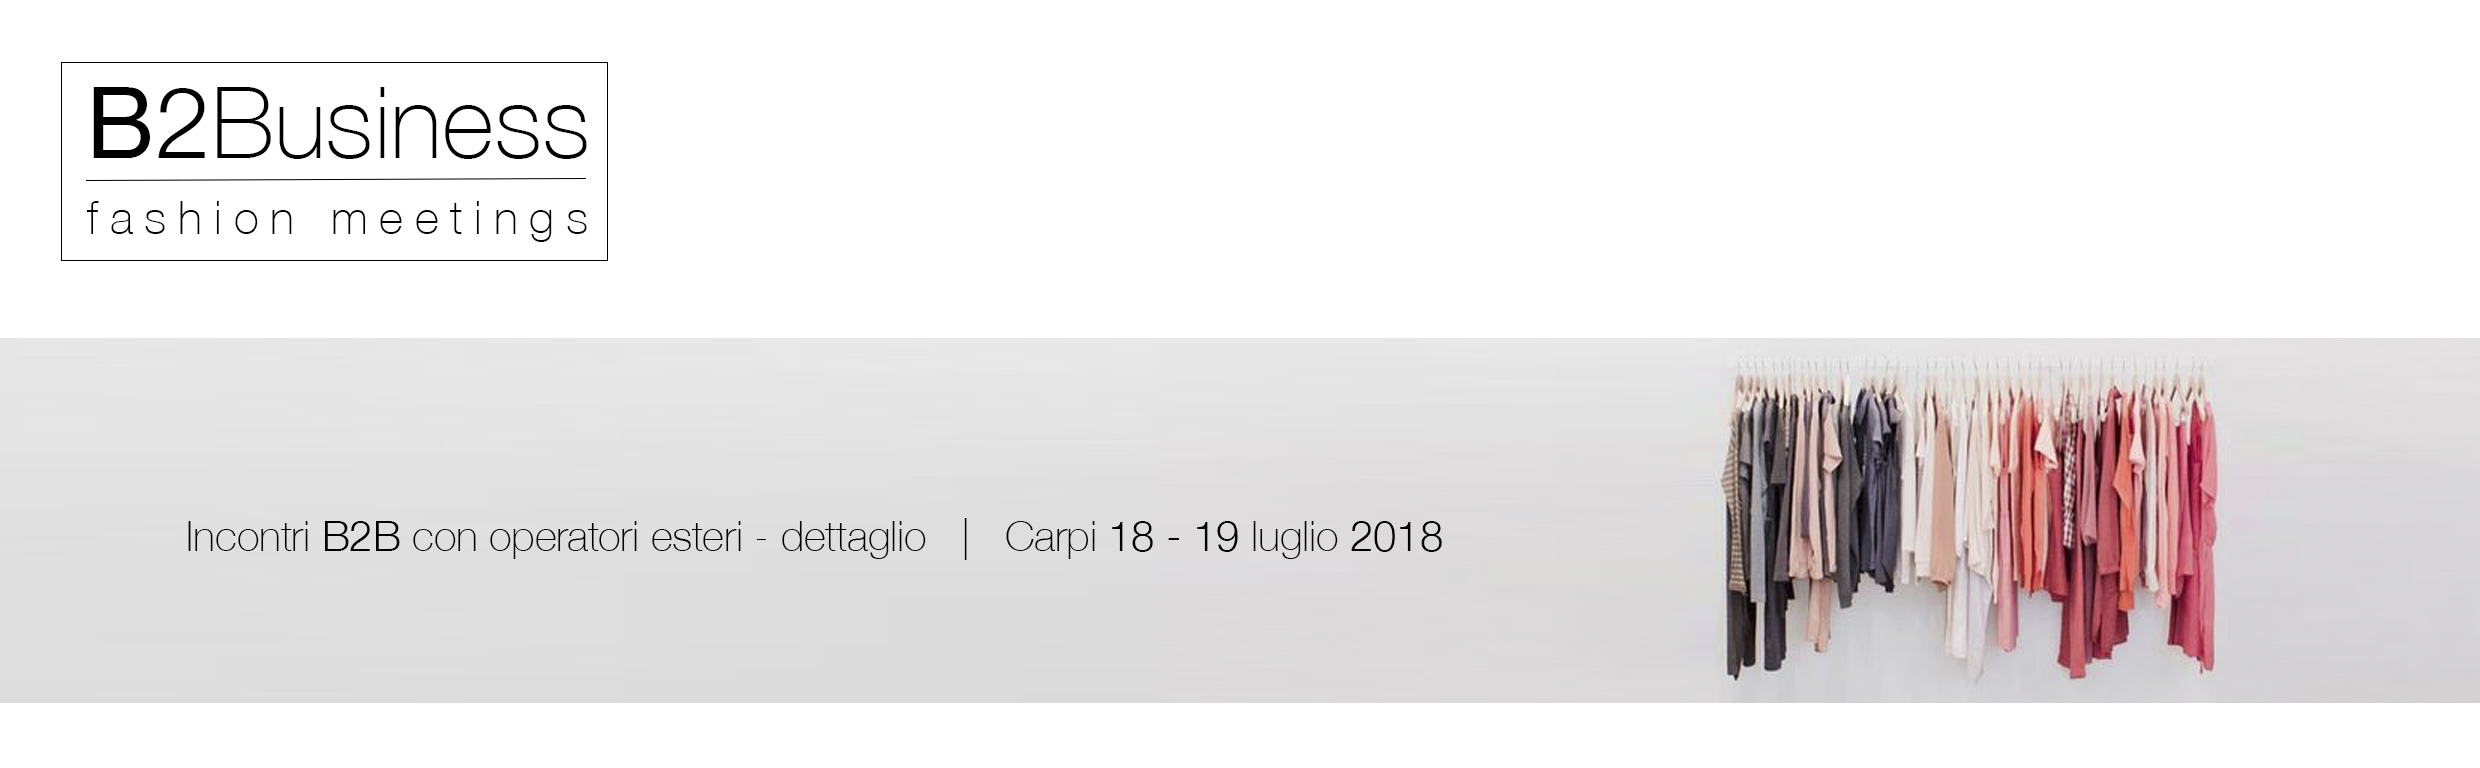 B2Business
fashion meetings
Incontri B2B con operatori esteri - dettaglio | Carpi 18 - 19 luglio 2018